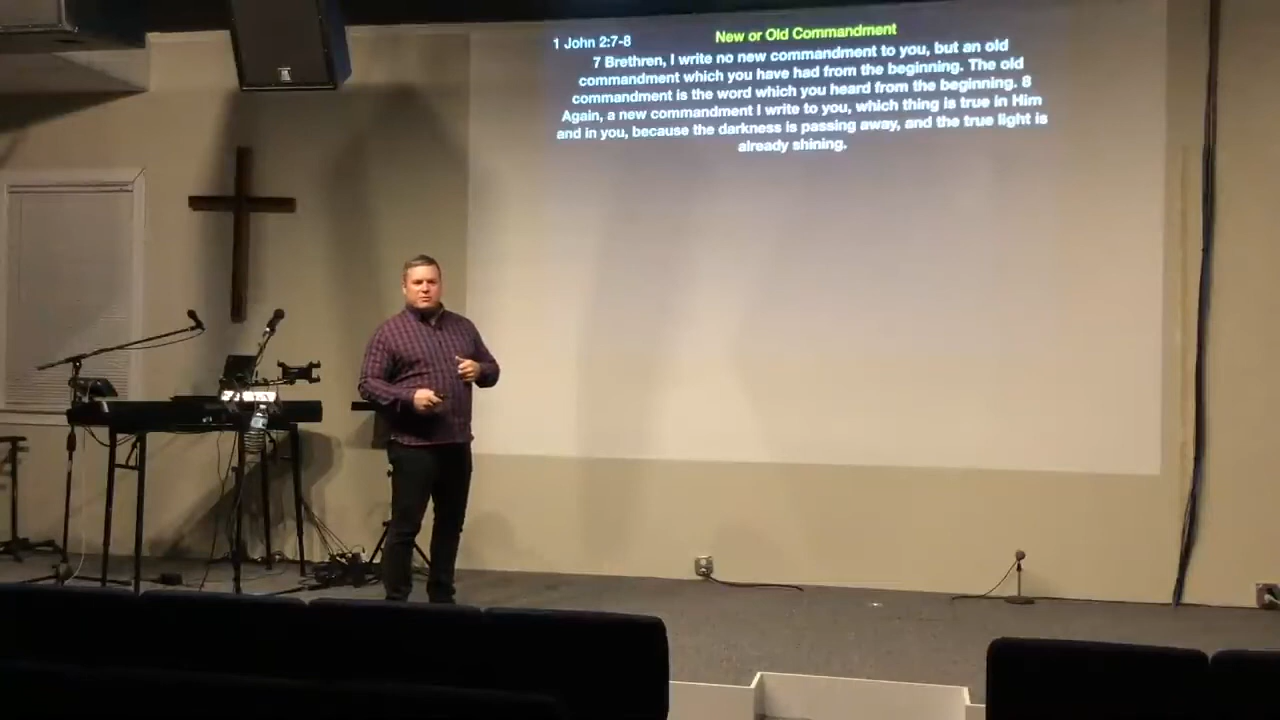 1 John 2:7-8
New or Old Commandment
7 Brethren, I write no new commandment to you, but an old
commandment which you have had from the beginning. The old
commandment is the word which you heard from the beginning. 8
Again, a new commandment I write to you, which thing is true in Him
and in you, because the darkness is passing away, and the true light is
already shining.